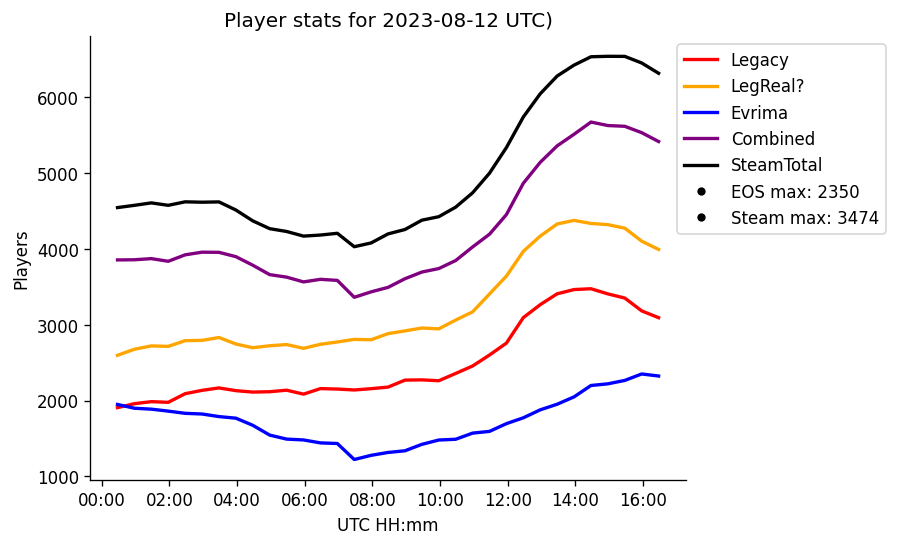 Player stats for 2023-08-12 UTC)
Legacy
LegReal?
Evrima
Combined
SteamTotal
EOS max: 2350
Steam max: 3474
Players
6000
5000
4000
3000
2000
1000
00:00 02:00 04:00 06:00 08:00 10:00 12:00 14:00 16:00
UTC HH:mm